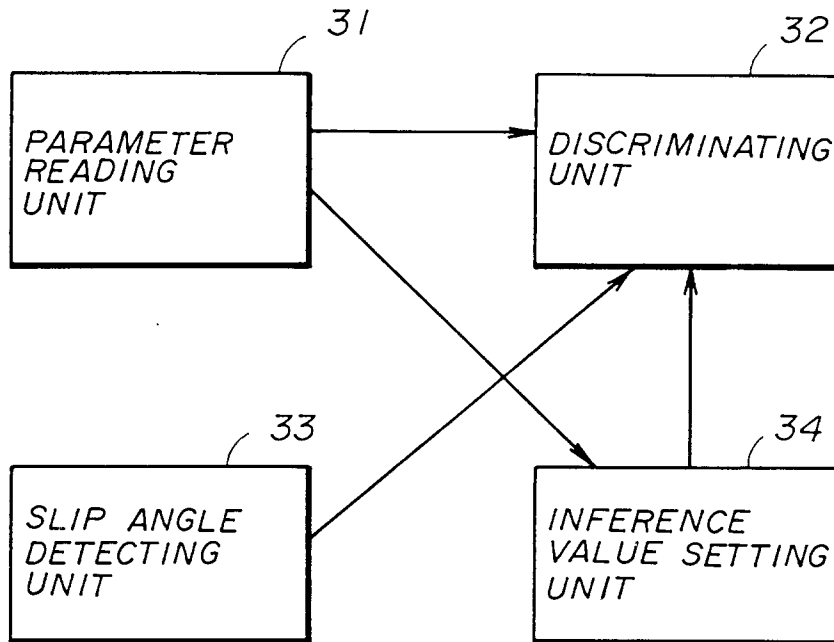 31
32
PARAMETER
READING
UNIT
DISCRIMINATING
UNIT
33
34
SLIP ANGLE
DETECTING
UNIT
INFERENCE
VALUE SETTING
UNIT